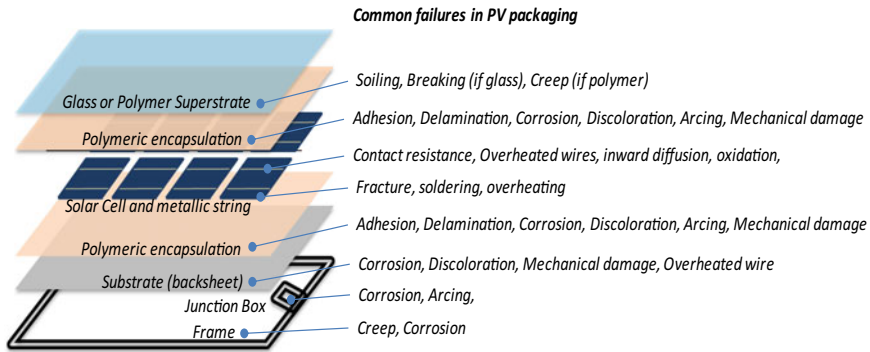 Common failures in PV packaging
Soiling, Breaking (if glass), Creep (if polymer)
Glass or Polymer Superstrate
Adhesion, Delamination, Corrosion, Discoloration, Arcing, Mechanical damage
Polymeric encapsulation
Contact resistance, Overheated wires, inward diffusion, oxidation,
Fracture, soldering, overheating
Solar Cell and metallic string
Adhesion, Delamination, Corrosion, Discoloration, Arcing, Mechanical damage
Polymeric encapsulation
Corrosion, Discoloration, Mechanical damage, Overheated wire
Substrate (backsheet)
Corrosion, Arcing,
Junction Box
Creep, Corrosion
Frame